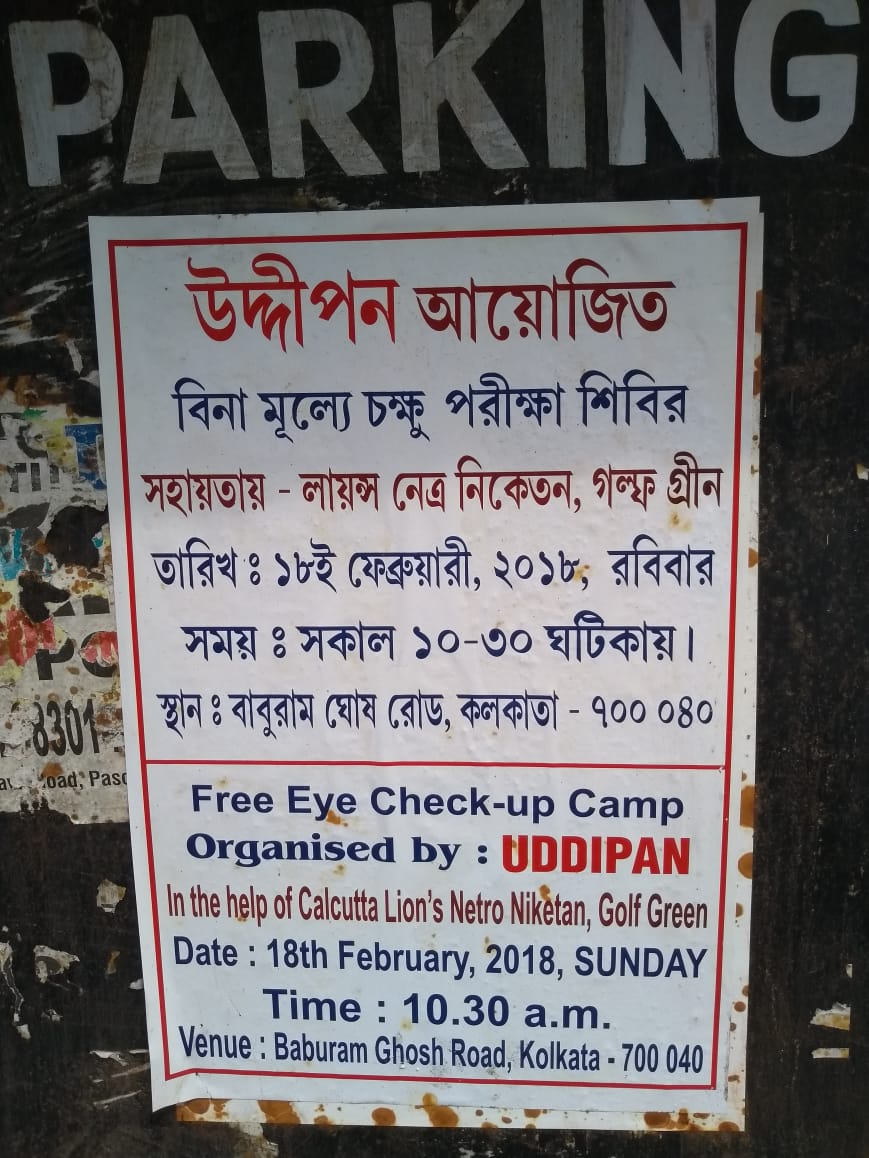 PARKING
উদ্দীপন আয়োজিত
বিনা মূল্যে চক্ষু পরীক্ষা শিবির
সহায়তায় - লায়ন্স নেত্র নিকেতন, গল্ফ গ্রীন
তারিখ : ১৮ই ফেব্রুয়ারী, ২০১৮, রবিবার
সময় : সকাল ১০-৩০ ঘটিকায়।
স্থান : বাবুরাম ঘোষ রোড, কলকাতা - ৭০০ ০৪০
8301
Free Eye Check-up Camp
Organised by : UDDIPAN
In the help of Calcutta Lion's Netro Niketan, Golf Green
Date : 18th February, 2018, SUNDAY
Time : 10.30 a.m.
Venue : Baburam Ghosh Road, Kolkata - 700 040